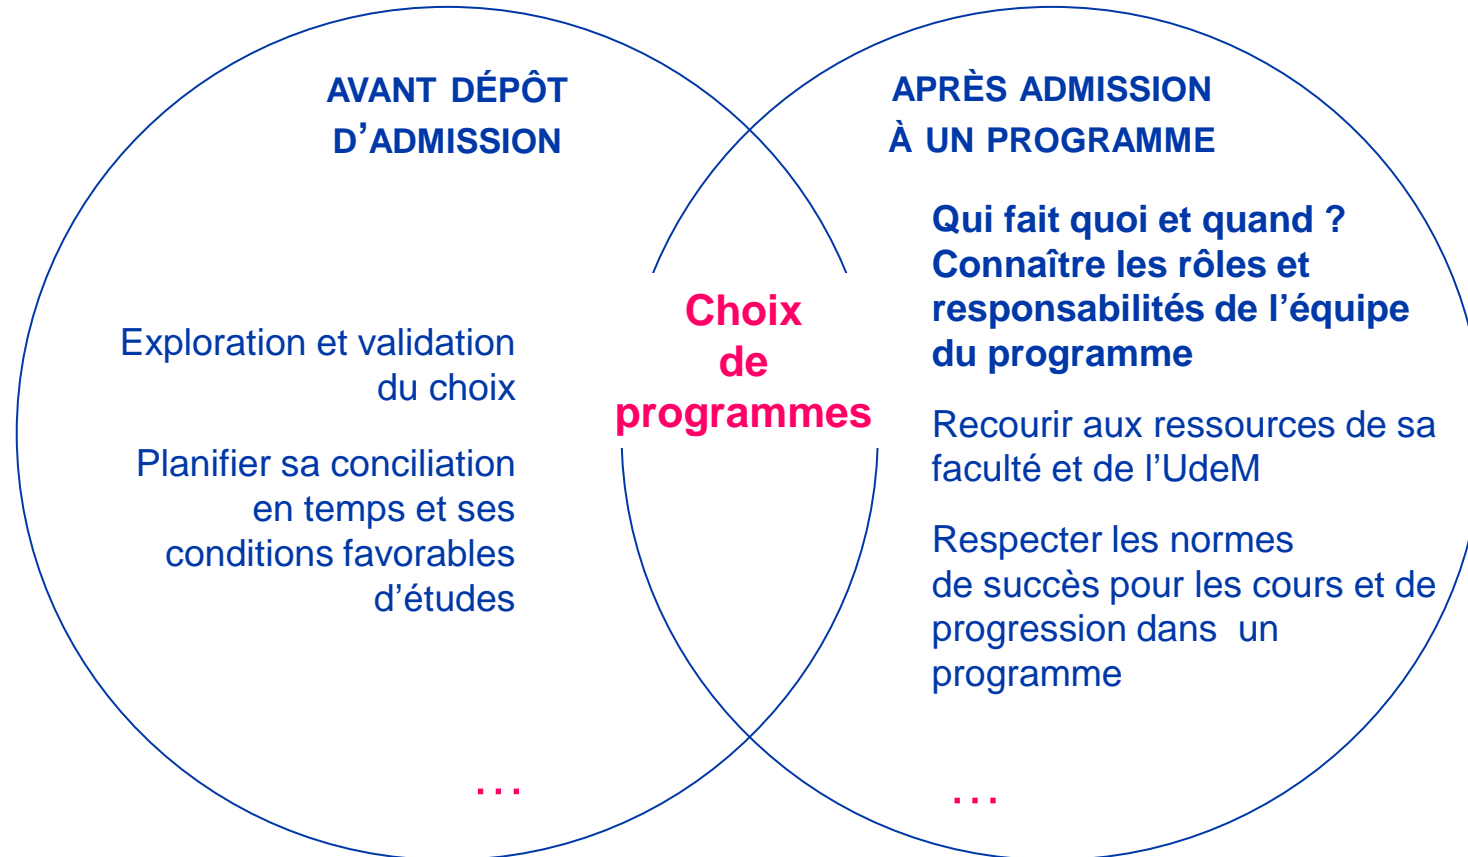 AVANT DÉPÔT
D’ADMISSION
Exploration et validation
du choix
Planifier sa conciliation
en temps et ses
conditions favorables
d’études
…
Choix
de
programmes
APRÈS ADMISSION
À UN PROGRAMME
Qui fait quoi et quand ?
Connaître les rôles et
responsabilités de l’équipe
du programme
Recourir aux ressources de sa
faculté et de l’UdeM
Respecter les normes
de succès pour les cours et de
progression dans  un
programme
…